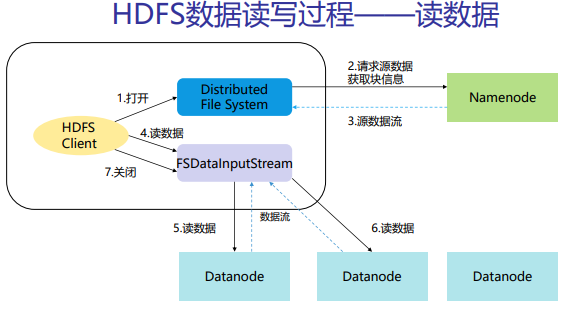 HDFS数据读写过程——读数据
2.请求源数据
获取块信息
Distributed
File System
1.打开
Namenode
3.源数据流
HDFS
Client
4.读数据
FSDataInputStream
7.关闭
数据流
5.读数据
6.读数据
Datanode
Datanode
Datanode